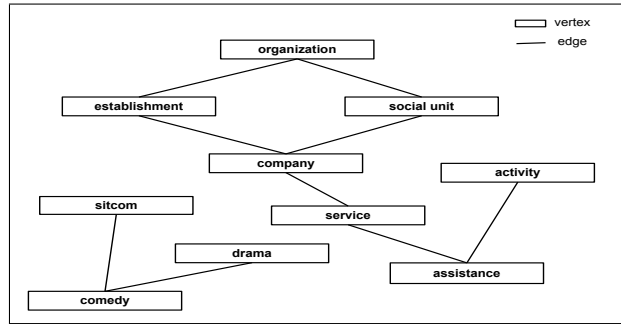 vertex
edge
organization
establishment
social unit
company
activity
sitcom
service
drama
assistance
comedy